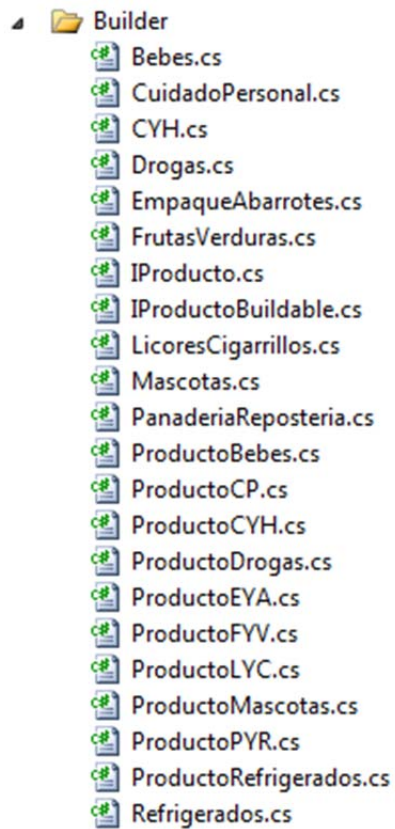 Builder
Bebes.cs
CuidadoPersonal.cs
CYH.cs
Drogas.cs
EmpaqueAbarrotes.cs
FrutasVerduras.cs
IProducto.cs
IProductoBuildable.cs
LicoresCigarrillos.cs
Mascotas.cs
PanaderiaReposteria.cs
ProductoBebes.cs
ProductoCP.cs
ProductoCYH.cs
ProductoDrogas.cs
ProductoEYA.cs
ProductoFYV.cs
ProductoLYC.cs
ProductoMascotas.cs
ProductoPYR.cs
ProductoRefrigerados.cs
Refrigerados.cs